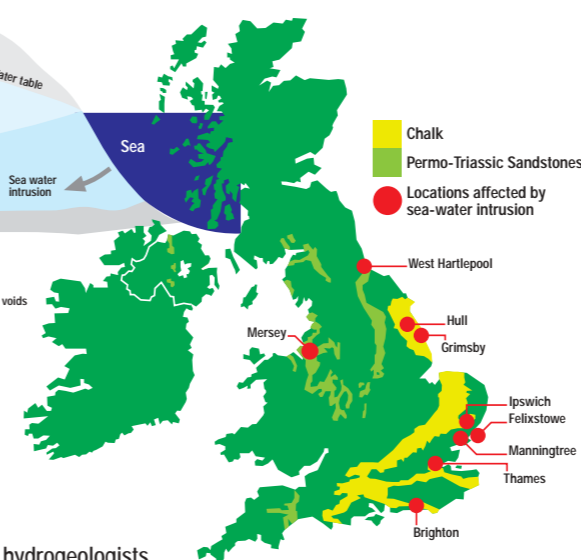 ater table
Sea
Sea water
intrusion
voids
Chalk
Permo-Triassic Sandstones
Locations affected by
sea-water intrusion
West Hartlepool
Hull
Grimsby
Mersey
Ipswich
Felixstowe
Manningtree
Thames
Brighton
hydrogeologists